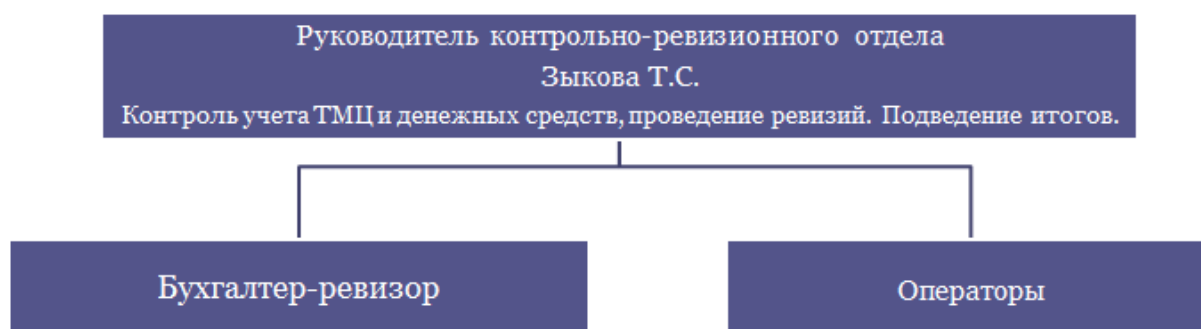 Руководитель контрольно-ревизионного отдела
Зыкова Т.С.
Контроль учета ТМЦ и денежных средств, проведение ревизий. Подведение итогов.
Бухгалтер-ревизор
Операторы